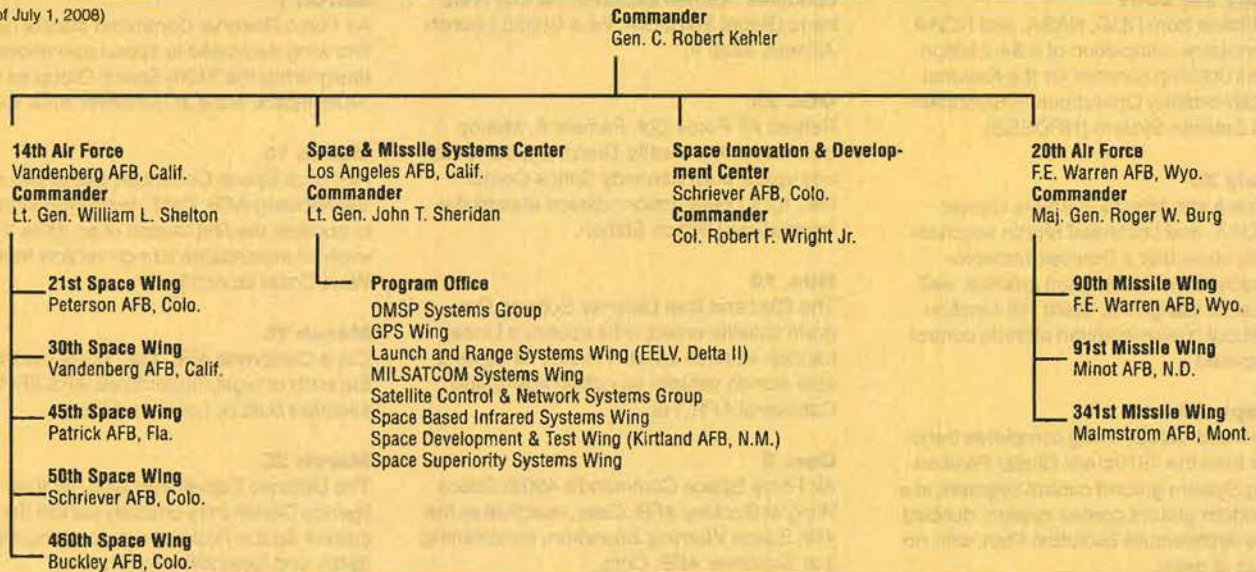 of July 1, 2008)
Commander
Gen. C. Robert Kehler
14th Air Force
Vandenberg AFB, Calif.
Commander
Lt. Gen. William L. Shelton
21st Space Wing
Peterson AFB, Colo.
30th Space Wing
Vandenberg AFB, Calif.
45th Space Wing
Patrick AFB, Fla.
50th Space Wing
Schriever AFB, Colo.
460th Space Wing
Buckley AFB, Colo.
Space & Missile Systems Center
Los Angeles AFB, Calif.
Commander
Lt. Gen. John T. Sheridan
Program Office
DMSP Systems Group
GPS Wing
Launch and Range Systems Wing (EELV, Delta II)
MILSATCOM Systems Wing
Satellite Control & Network Systems Group
Space Based Infrared Systems Wing
Space Development & Test Wing (Kirtland AFB, N.M.)
Space Superiority Systems Wing
Space Innovation & Develop-
ment Center
Schriever AFB, Colo.
Commander
Col. Robert F. Wright Jr.
20th Air Force
F.E. Warren AFB, Wyo.
Commander
Maj. Gen. Roger W. Burg
90th Missile Wing
F.E. Warren AFB, Wyo.
91st Missile Wing
Minot AFB, N.D.
341st Missile Wing
Malmstrom AFB, Mont.